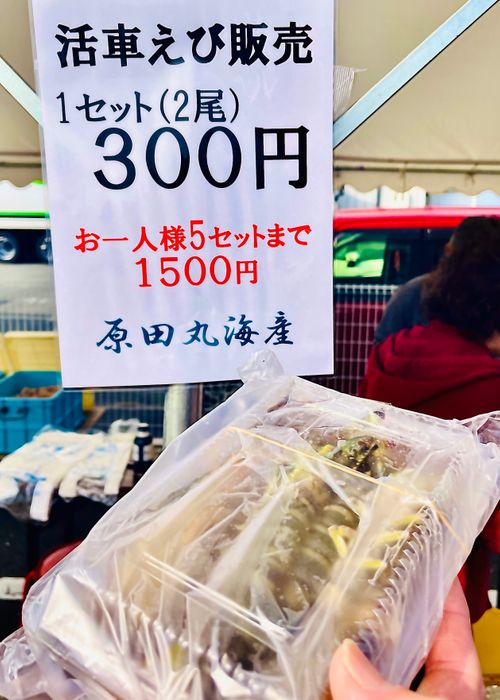 活車えび販売
1セット(2尾)
300円
お一人様5セットまで
1500円
原田丸海産